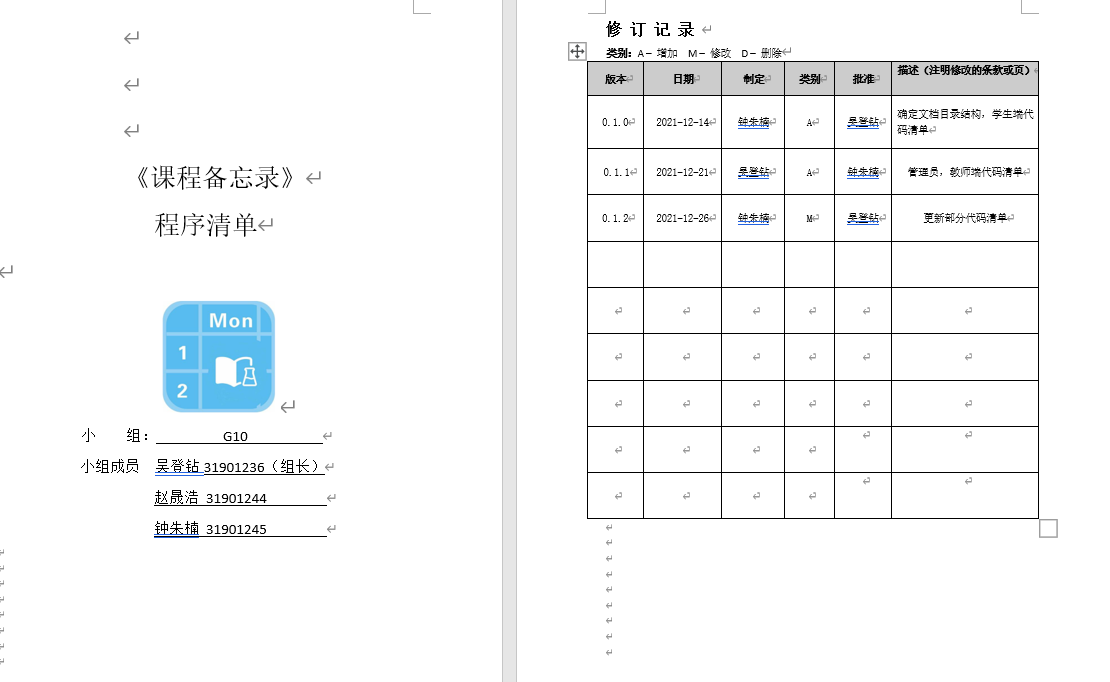 《课程备忘录》
程序清单
Mon
1
2
小 组： G10
小组成员 吴登钻 31901236（组长）
赵晟浩 31901244
钟朱楠 31901245
修 订 记 录
类别：A－ 增加 M－ 修改 D－ 删除
版本 日期 制定 类别 批准 描述（注明修改的条款或页）
0.1.0 2021-12-14 钟朱楠 A 吴登钻 确定文档目录结构，学生端代
码清单
0.1.1 2021-12-21 吴登钻 A 钟朱楠 管理员，教师端代码清单
0.1.2 2021-12-26 钟朱楠 M 吴登钻 更新部分代码清单